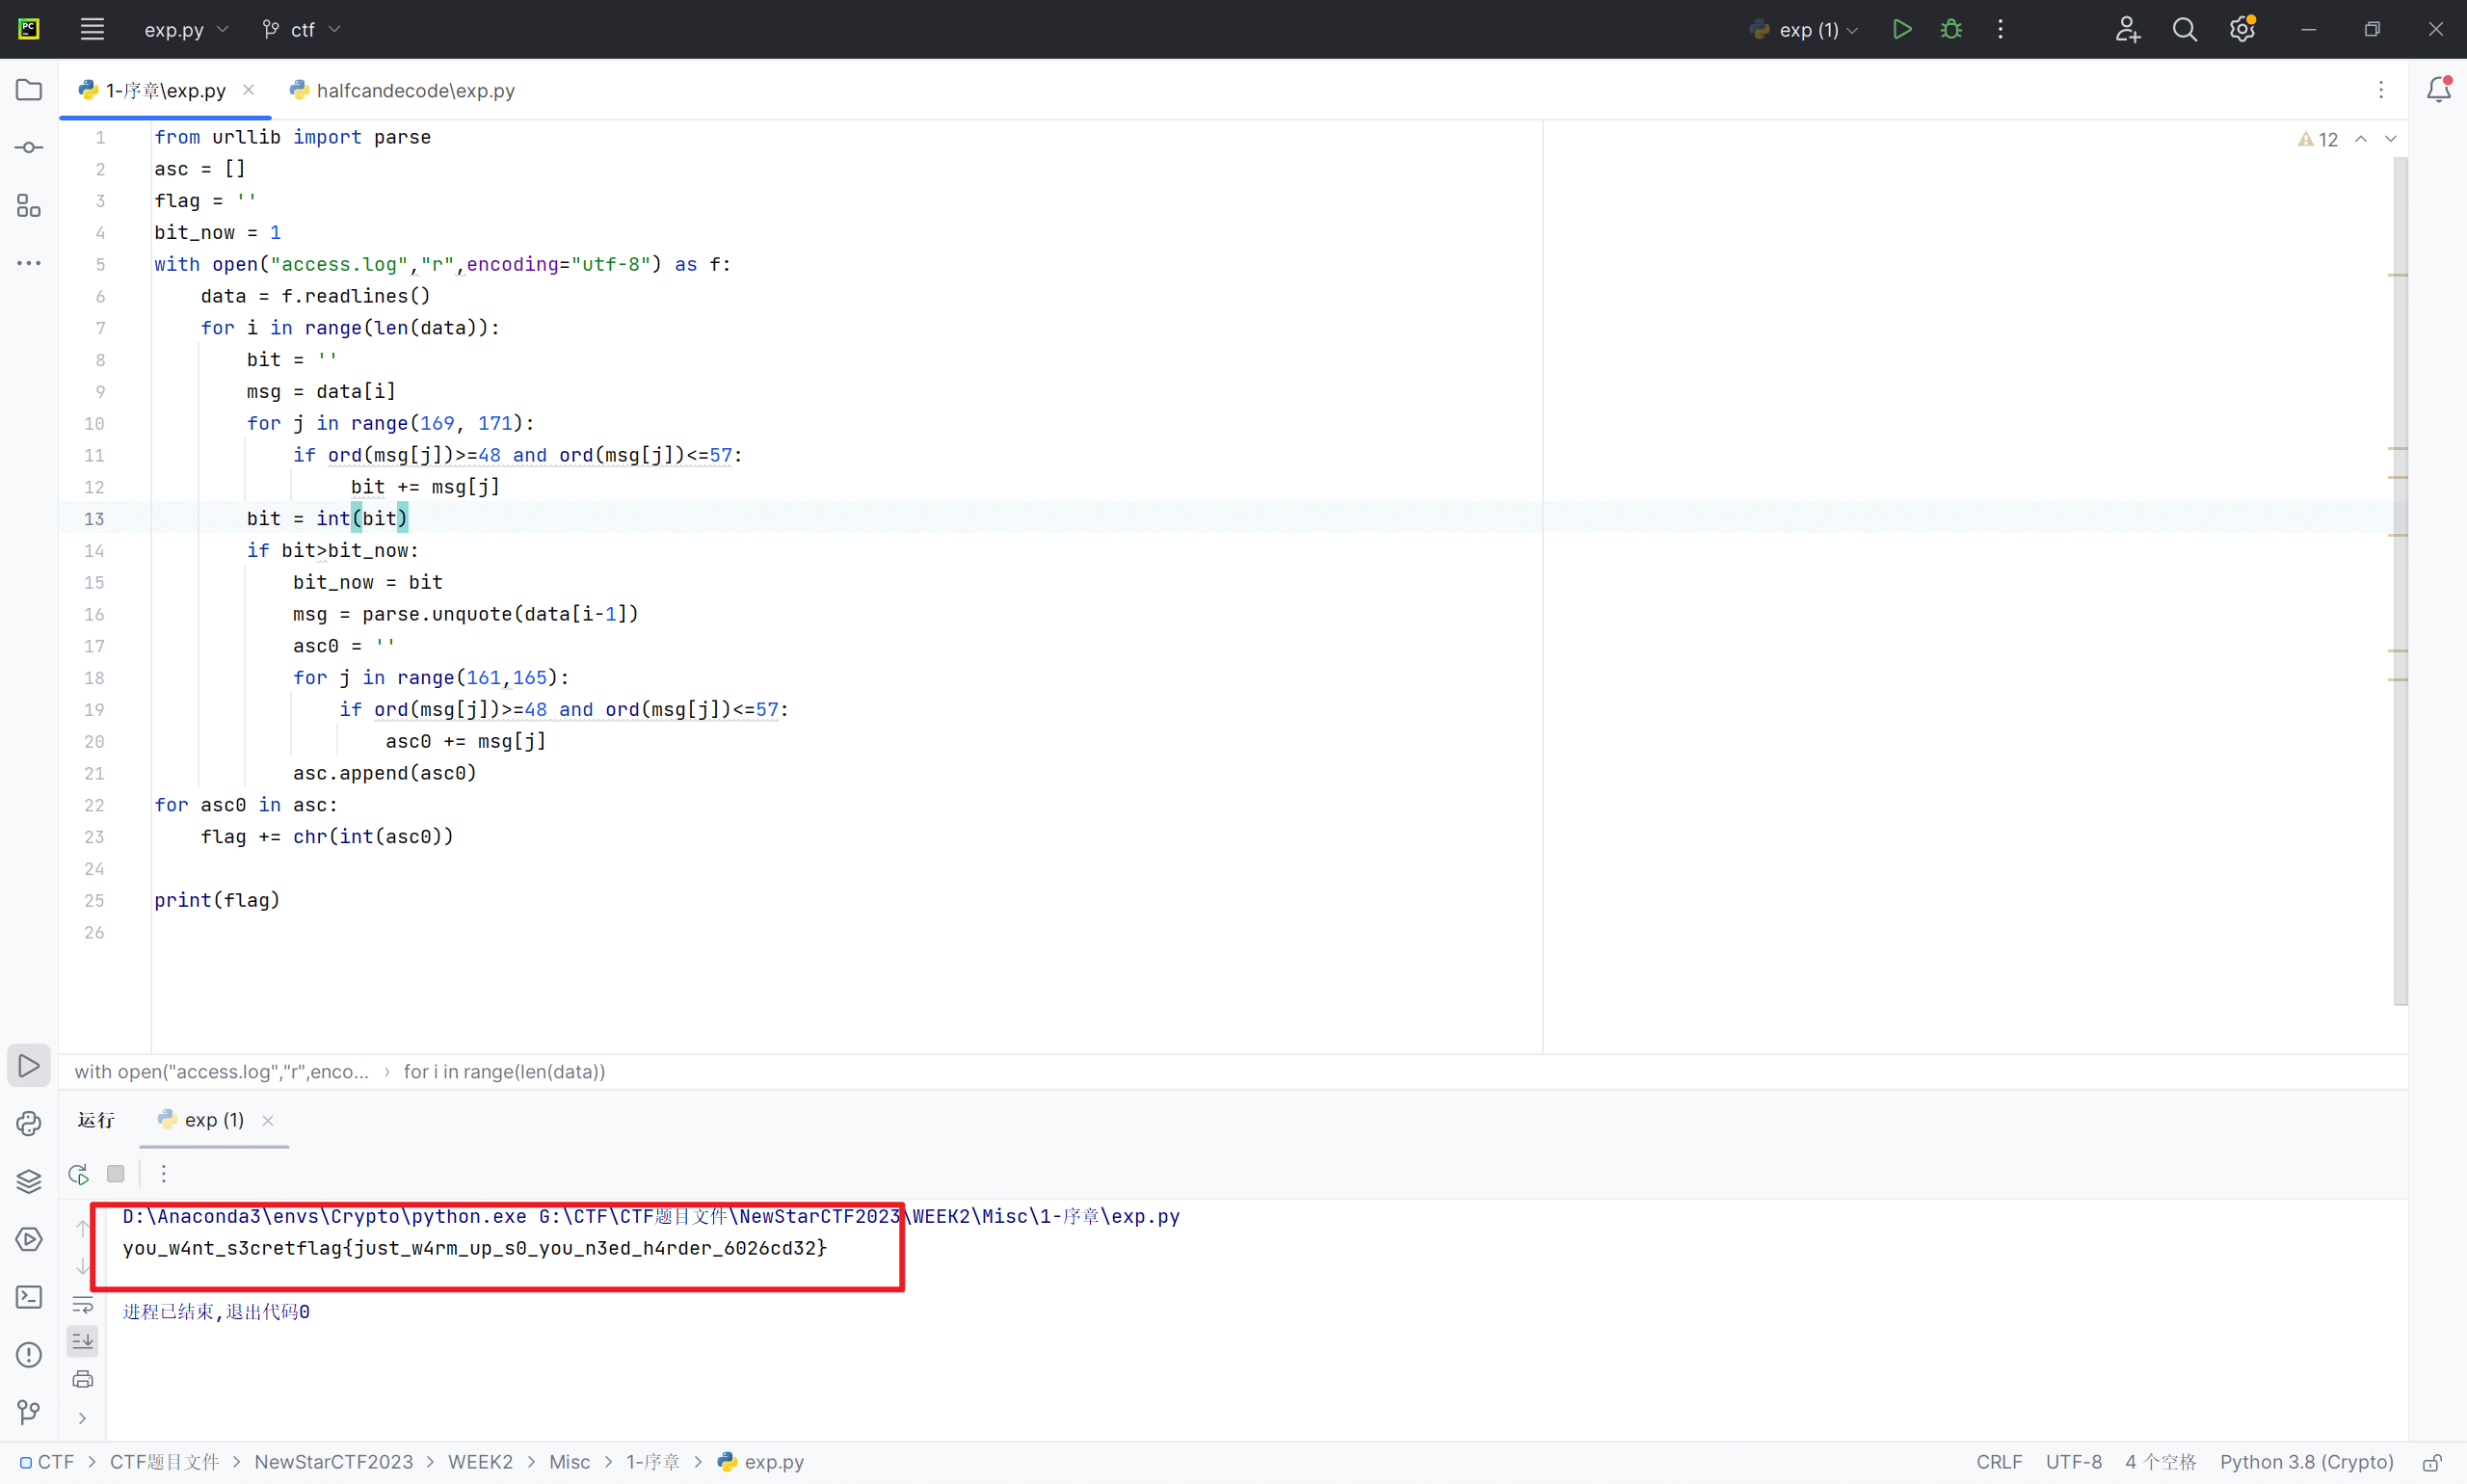 PC
exp.py
ctf
exp (1)
1-序章\exp.py
halfcandecode\exp.py
12
1 from urllib import parse
2 asc = []
3 flag = ''
4 bit_now = 1
5 with open("access.log","r",encoding="utf-8") as f:
6     data = f.readlines()
7     for i in range(len(data)):
8         bit = ''
9         msg = data[i]
10         for j in range(169, 171):
11             if ord(msg[j])>=48 and ord(msg[j])<=57:
12                  bit += msg[j]
13         bit = int(bit)
14         if bit>bit_now:
15             bit_now = bit
16             msg = parse.unquote(data[i-1])
17             asc0 = ''
18             for j in range(161,165):
19                 if ord(msg[j])>=48 and ord(msg[j])<=57:
20                     asc0 += msg[j]
21             asc.append(asc0)
22 for asc0 in asc:
23     flag += chr(int(asc0))
24
25 print(flag)
26
with open("access.log","r",enco... › for i in range(len(data))
运行
exp (1)
D:\Anaconda3\envs\Crypto\python.exe G:\CTF\CTF题目文件\NewStarCTF2023\WEEK2\Misc\1-序章\exp.py
you_w4nt_s3cretflag{just_w4rm_up_s0_you_n3ed_h4rder_6026cd32}
进程已结束,退出代码0
CTF › CTF题目文件 › NewStarCTF2023 › WEEK2 › Misc › 1-序章 › exp.py
CRLF UTF-8 4 个空格 Python 3.8 (Crypto)